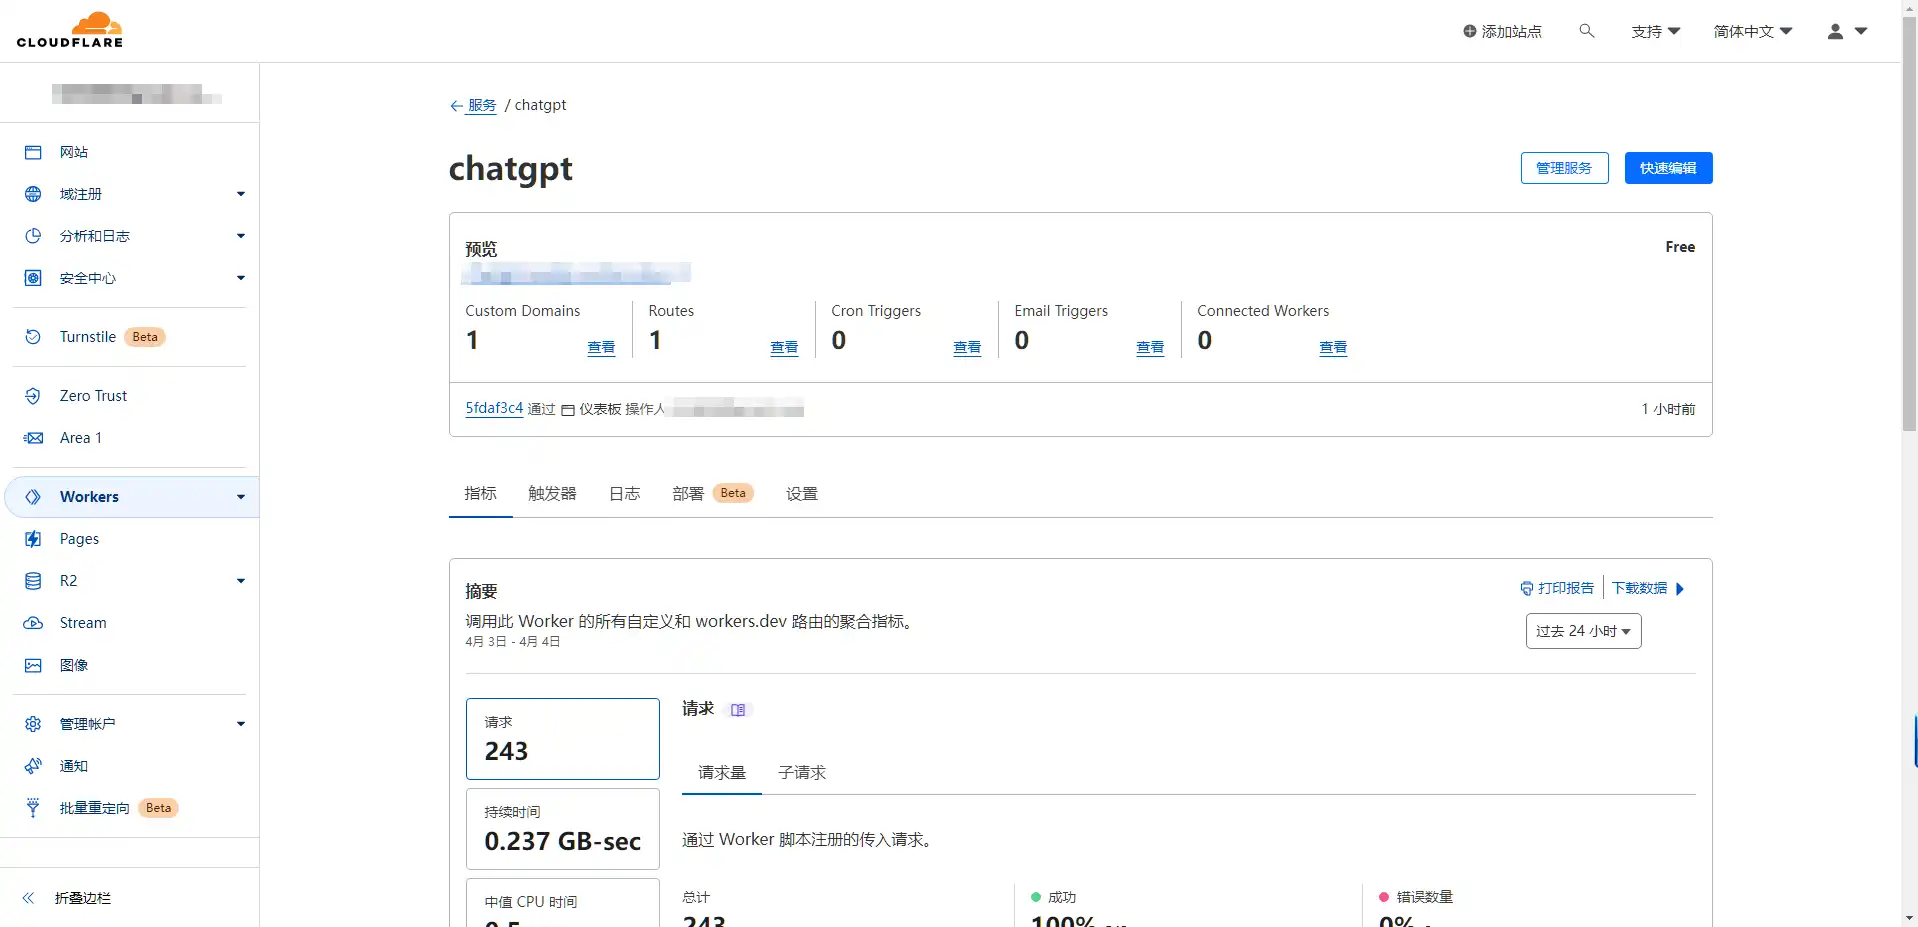 CLOUDFLARE
添加站点
支持
简体中文
网站
域注册
分析和日志
安全中心
Turnstile Beta
Zero Trust
Area 1
Workers
Pages
R2
Stream
图像
管理帐户
通知
批量重定向 Beta
折叠边栏
服务 / chatgpt
chatgpt
管理服务
快速编辑
预览
Free
Custom Domains
1 查看
Routes
1 查看
Cron Triggers
0 查看
Email Triggers
0 查看
Connected Workers
0 查看
5fdaf3c4 通过 仪表板 操作人
1 小时前
指标 触发器 日志 部署 Beta 设置
摘要
打印报告 下载数据
调用此 Worker 的所有自定义和 workers.dev 路由的聚合指标。
4月 3日 - 4月 4日
过去 24 小时
请求
243
持续时间
0.237 GB-sec
中值 CPU 时间
请求
请求量 子请求
通过 Worker 脚本注册的传入请求。
总计
243
成功
100%
错误数量
0%